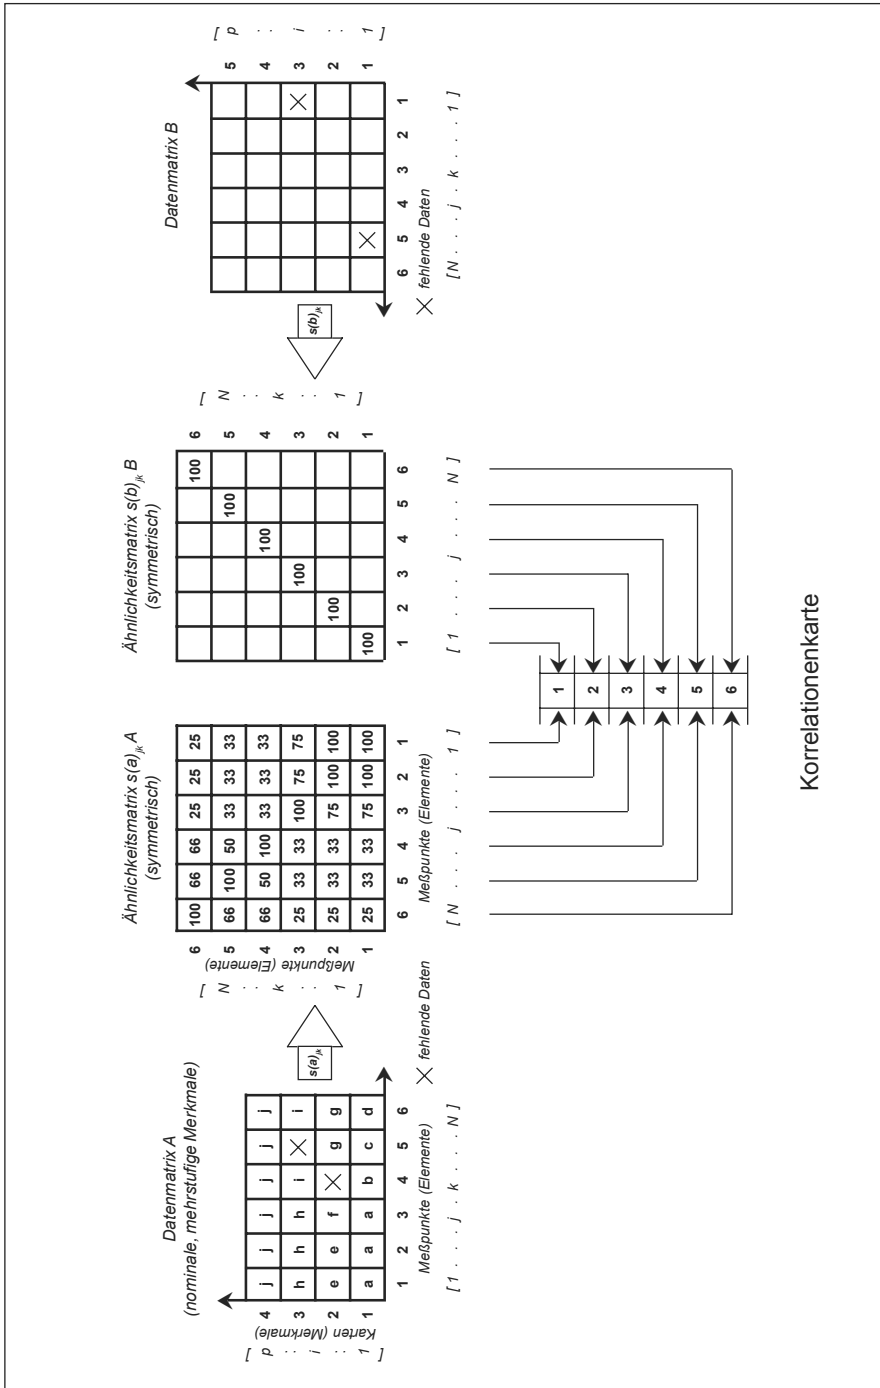 Datenmatrix A
(nominale, mehrstufige Merkmale)
4 j j j j j j
3 h h h i i
2 e e f g g
1 a a a b c d
1 2 3 4 5 6
Karten (Merkmale)
[ p . . i . . 1 ]
Meßpunkte (Elemente)
[ 1 . . . j . k . . . N ]
fehlende Daten
s(a)jk
Ähnlichkeitsmatrix s(a)jk A
(symmetrisch)
6 100 66 66 25 25 25
5 66 100 50 33 33 33
4 66 50 100 33 33 33
3 25 33 33 100 75 75
2 25 33 33 75 100 100
1 25 33 33 75 100 100
6 5 4 3 2 1
Meßpunkte (Elemente)
[ N . . k . . 1 ]
Meßpunkte (Elemente)
[ N . . . j . . . 1 ]
Ähnlichkeitsmatrix s(b)jk B
(symmetrisch)
100 6
100 5
100 4
100 3
100 2
100 1
1 2 3 4 5 6
[ N . . k . . 1 ]
[ 1 . . . j . . . N ]
s(b)jk
Datenmatrix B
5
4
3
2
1
6 5 4 3 2 1
[ p . . i . . 1 ]
fehlende Daten
[ N . . . j . k . . . . 1 ]
1
2
3
4
5
6
Korrelationenkarte